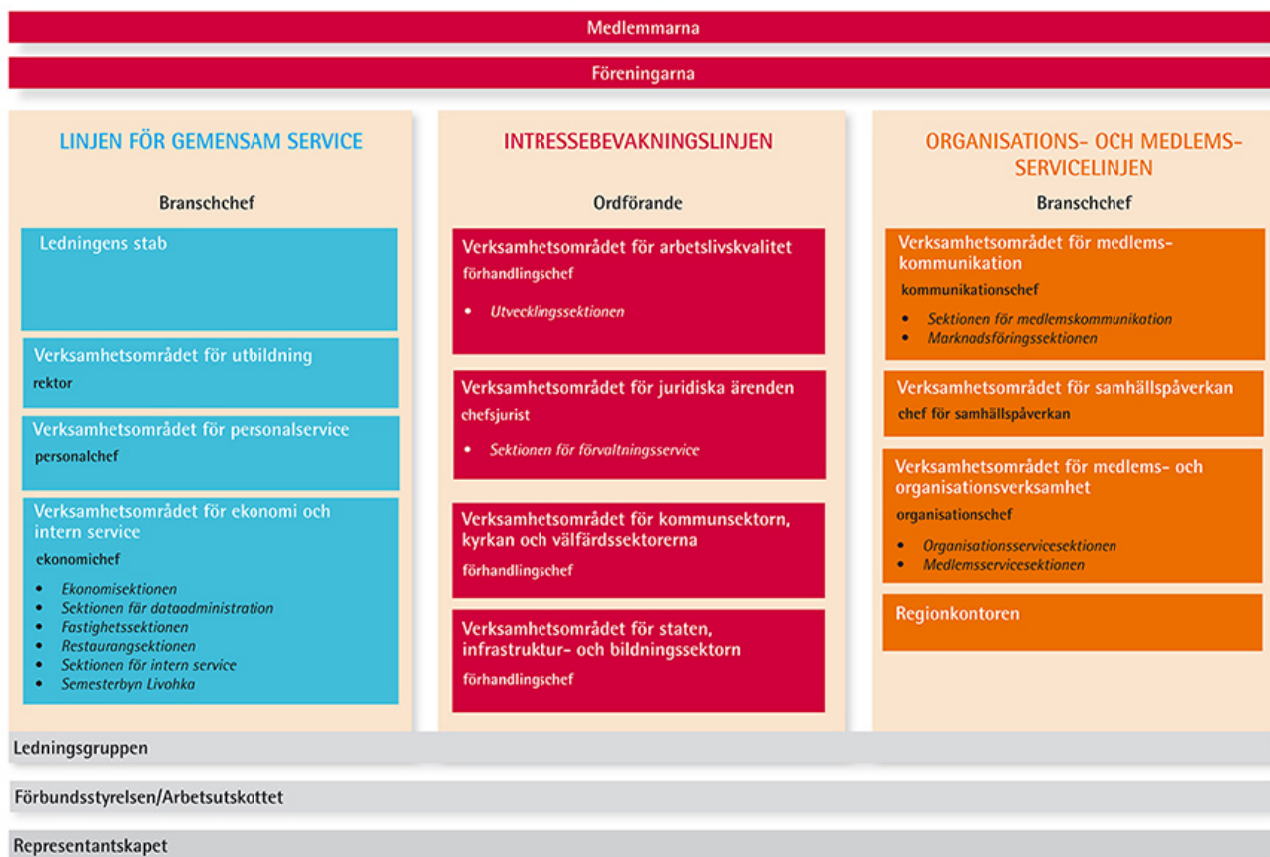 Medlemmarna
Föreningarna
LINJEN FÖR GEMENSAM SERVICE
Branschchef
Ledningens stab
Verksamhetsområdet för utbildning
rektor
Verksamhetsområdet för personalservice
personalchef
Verksamhetsområdet för ekonomi och
intern service
ekonomichef
• Ekonomisektionen
• Sektionen fär dataadministration
• Fastighetssektionen
• Restaurangsektionen
• Sektionen för intern service
• Semesterbyn Livohka
INTRESSEBEVAKNINGSLINJEN
Ordförande
Verksamhetsområdet för arbetslivskvalitet
förhandlingschef
• Utvecklingssektionen
Verksamhetsområdet för juridiska ärenden
chefsjurist
• Sektionen för förvaltningsservice
Verksamhetsområdet för kommunsektorn,
kyrkan och välfärdssektorerna
förhandlingschef
Verksamhetsområdet för staten,
infrastruktur- och bildningssektorn
förhandlingschef
ORGANISATIONS- OCH MEDLEMS-
SERVICELINJEN
Branschchef
Verksamhetsområdet för medlems-
kommunikation
kommunikationschef
• Sektionen för medlemskommunikation
• Marknadsföringssektionen
Verksamhetsområdet för samhällspåverkan
chef för samhällspåverkan
Verksamhetsområdet för medlems- och
organisationsverksamhet
organisationschef
• Organisationsservicesektionen
• Medlemsservicesektionen
Regionkontoren
Ledningsgruppen
Förbundsstyrelsen/Arbetsutskottet
Representantskapet